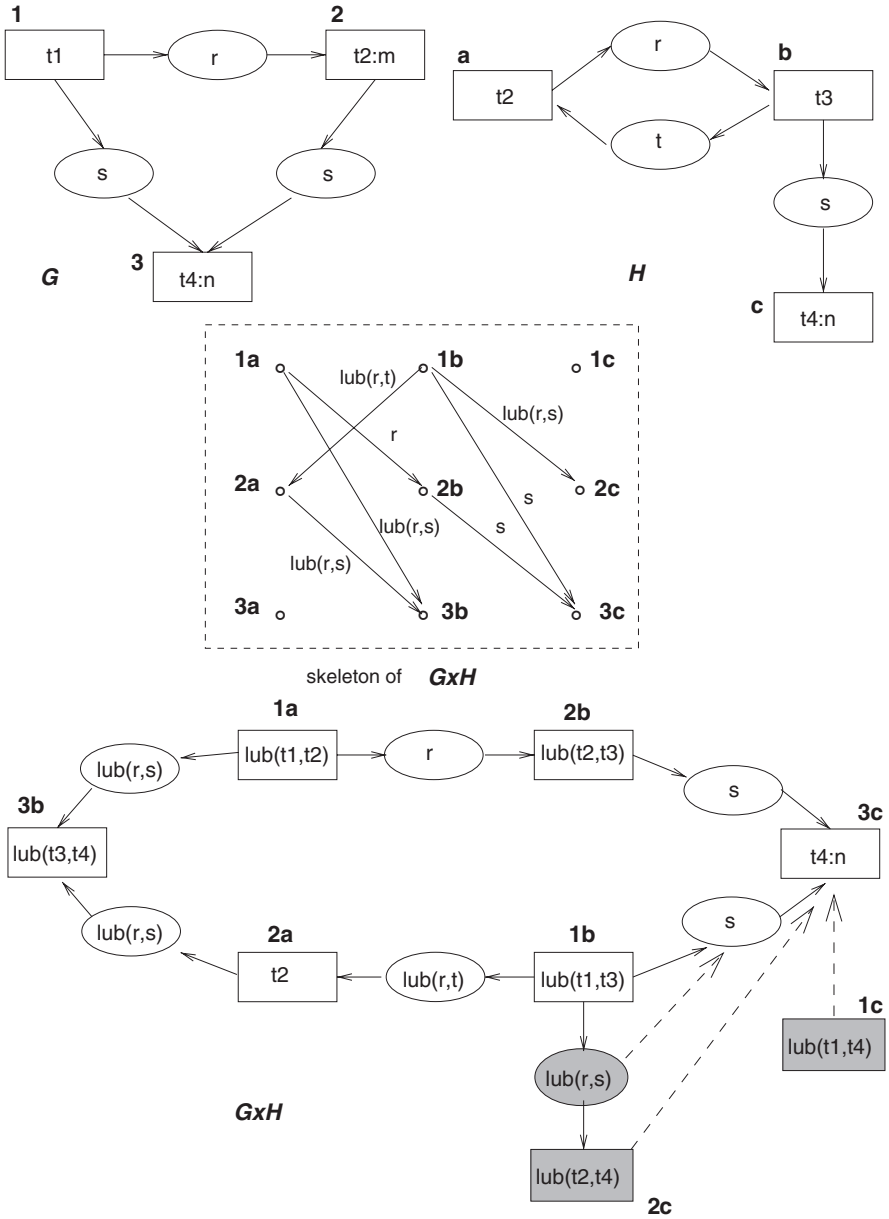 1
2
t1
r
t2:m
s
s
3
t4:n
G
a
r
b
t2
t3
t
s
H
c
t4:n
1a
1b
1c
lub(r,t)
lub(r,s)
r
2a
2b
2c
s
lub(r,s)
s
lub(r,s)
3a
3b
3c
skeleton of GxH
1a
2b
lub(r,s)
lub(t1,t2)
r
lub(t2,t3)
s
3b
3c
lub(t3,t4)
t4:n
lub(r,s)
2a
1b
s
t2
lub(r,t)
lub(t1,t3)
1c
lub(t1,t4)
lub(r,s)
GxH
lub(t2,t4)
2c